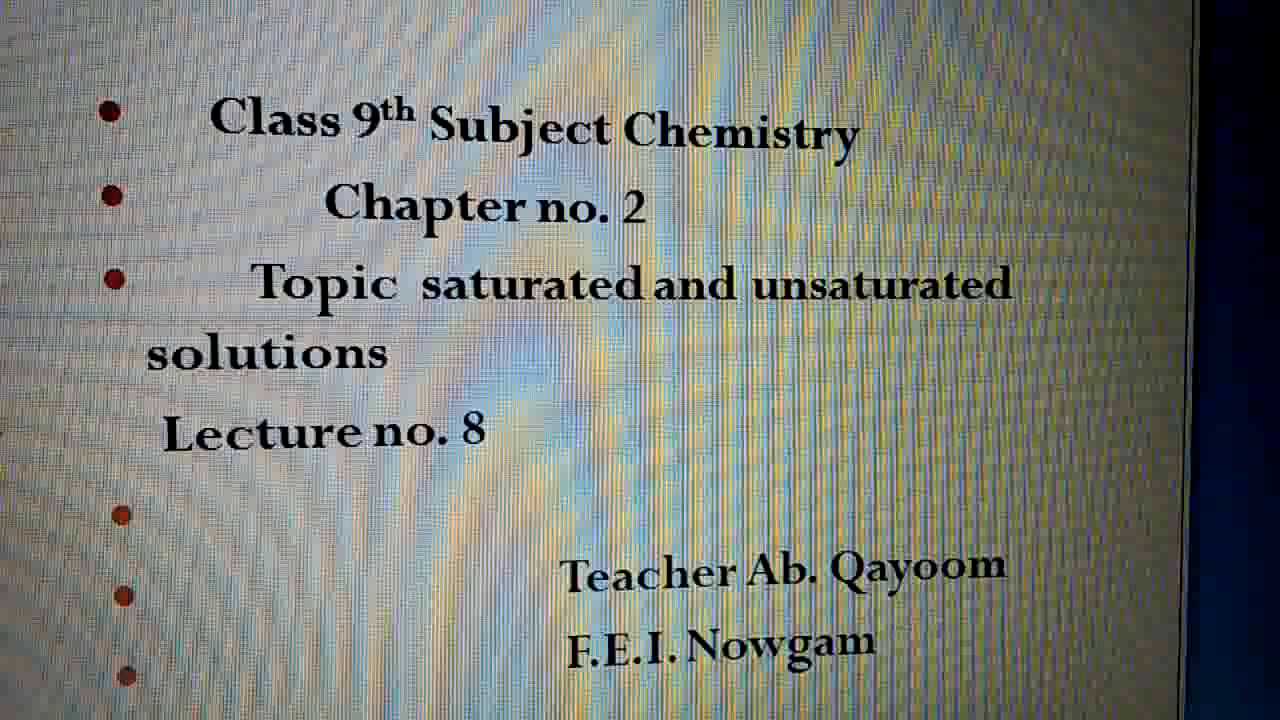 Class 9th Subject Chemistry
Chapter no. 2
Topic saturated and unsaturated
solutions
Lecture no. 8
Teacher Ab. Qayoom
F.E.I. Nowgam